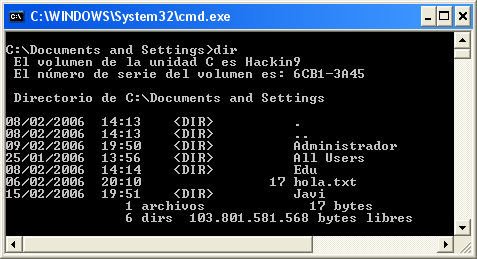 C:\WINDOWS\System32\cmd.exe
C:\Documents and Settings>dir
El volumen de la unidad C es Hackin9
El número de serie del volumen es: 6CB1-3A45
Directorio de C:\Documents and Settings
08/02/2006  14:13    <DIR>          .
08/02/2006  14:13    <DIR>          ..
09/02/2006  19:50    <DIR>          Administrador
25/01/2006  13:56    <DIR>          All Users
08/02/2006  14:14    <DIR>          Edu
06/02/2006  20:10                17 hola.txt
15/02/2006  19:51    <DIR>          Javi
1 archivos             17 bytes
6 dirs  103.801.581.568 bytes libres